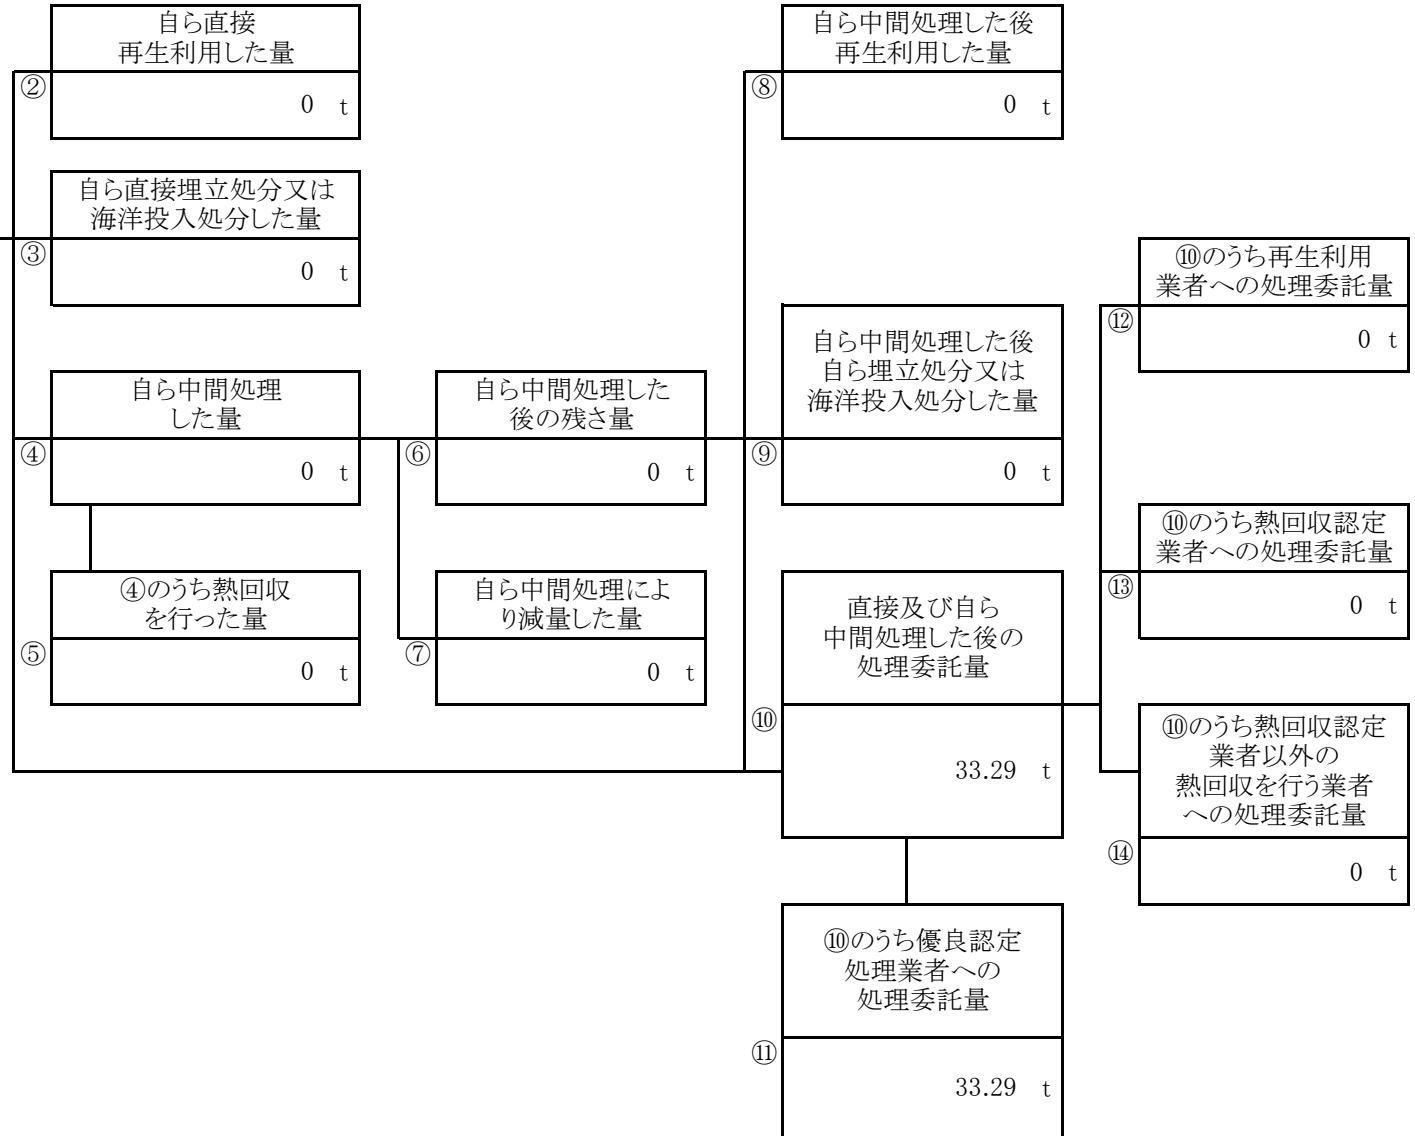 自ら直接
再生利用した量
②
0 t
自ら中間処理した後
再生利用した量
⑧
0 t
自ら直接埋立処分又は
海洋投入処分した量
③
0 t
⑩のうち再生利用
業者への処理委託量
⑫
0 t
自ら中間処理
した量
④
0 t
自ら中間処理した
後の残さ量
⑥
0 t
自ら中間処理した後
自ら埋立処分又は
海洋投入処分した量
⑨
0 t
⑩のうち熱回収認定
業者への処理委託量
⑬
0 t
④のうち熱回収
を行った量
⑤
0 t
自ら中間処理によ
り減量した量
⑦
0 t
直接及び自ら
中間処理した後の
処理委託量
⑩
33.29 t
⑩のうち熱回収認定
業者以外の
熱回収を行う業者
への処理委託量
⑭
0 t
⑩のうち優良認定
処理業者への
処理委託量
⑪
33.29 t